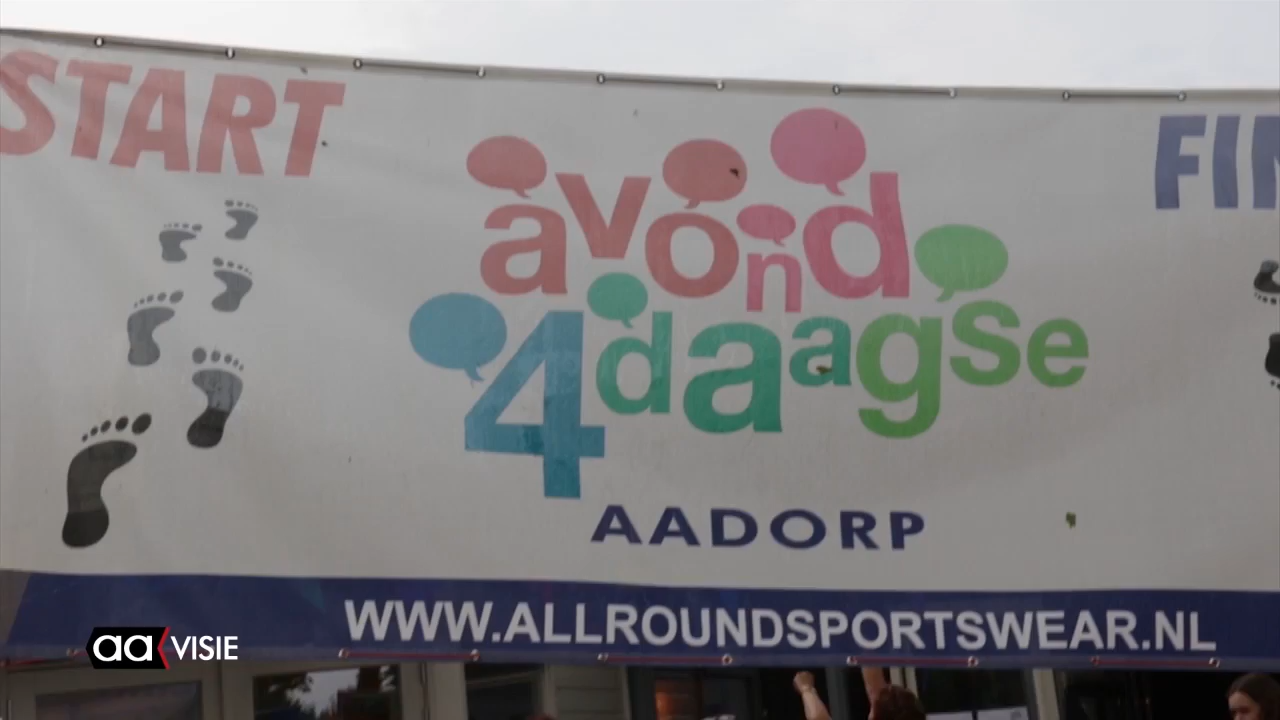 START
avond
4daagse
AADORP
FIN
WWW.ALLROUNDSPORTSWEAR.NL
aa VISIE